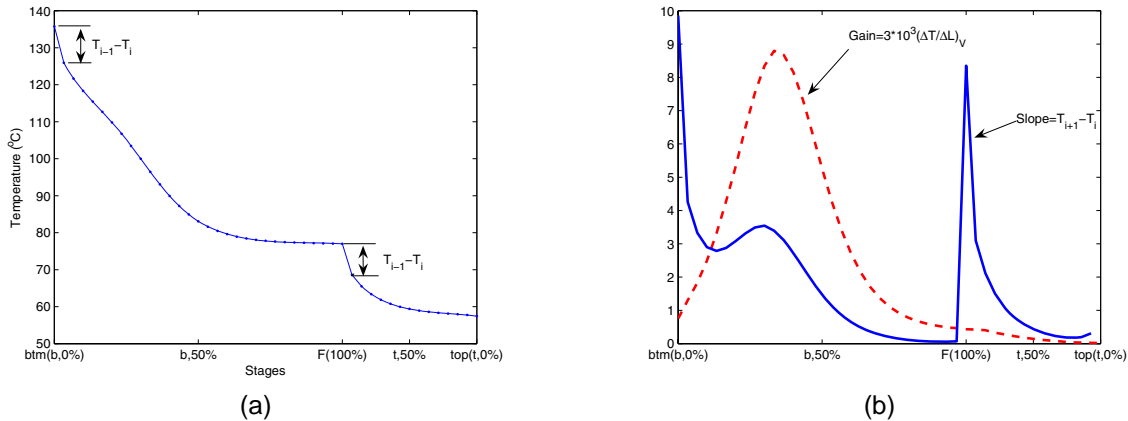 140
130
120
110
100
90
80
70
60
50
Temperature (⁰C)
T_{i−1}−T_i
T_{i−1}−T_i
btm(b,0%) b,50% F(100%) t,50% top(t,0%)
Stages
(a)
10
9
8
7
6
5
4
3
2
1
0
Gain=3*10³(ΔT/ΔL)_V
Slope=T_{i+1}−T_i
btm(b,0%) b,50% F(100%) t,50% top(t,0%)
(b)